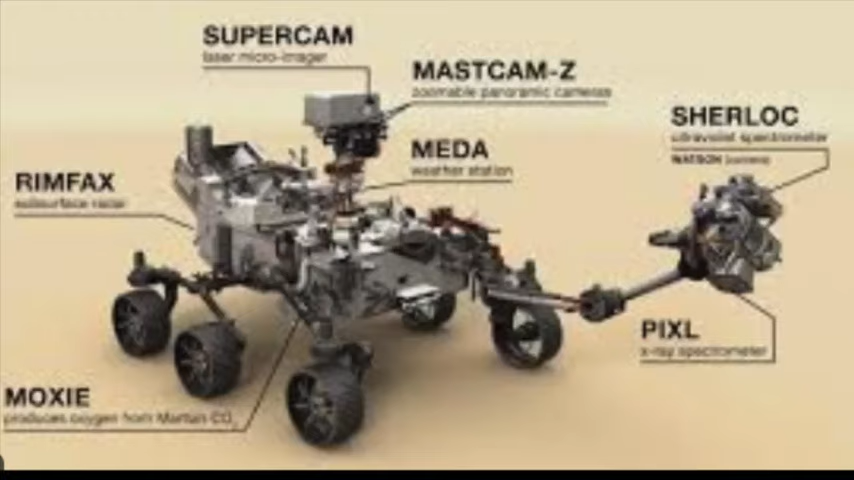 SUPERCAM
laser micro-imager
MASTCAM-Z
zoomable panoramic cameras
SHERLOC
ultraviolet spectrometer
WATSON (camera)
MEDA
weather station
RIMFAX
subsurface radar
PIXL
x-ray spectrometer
MOXIE
produces oxygen from Martian CO₂